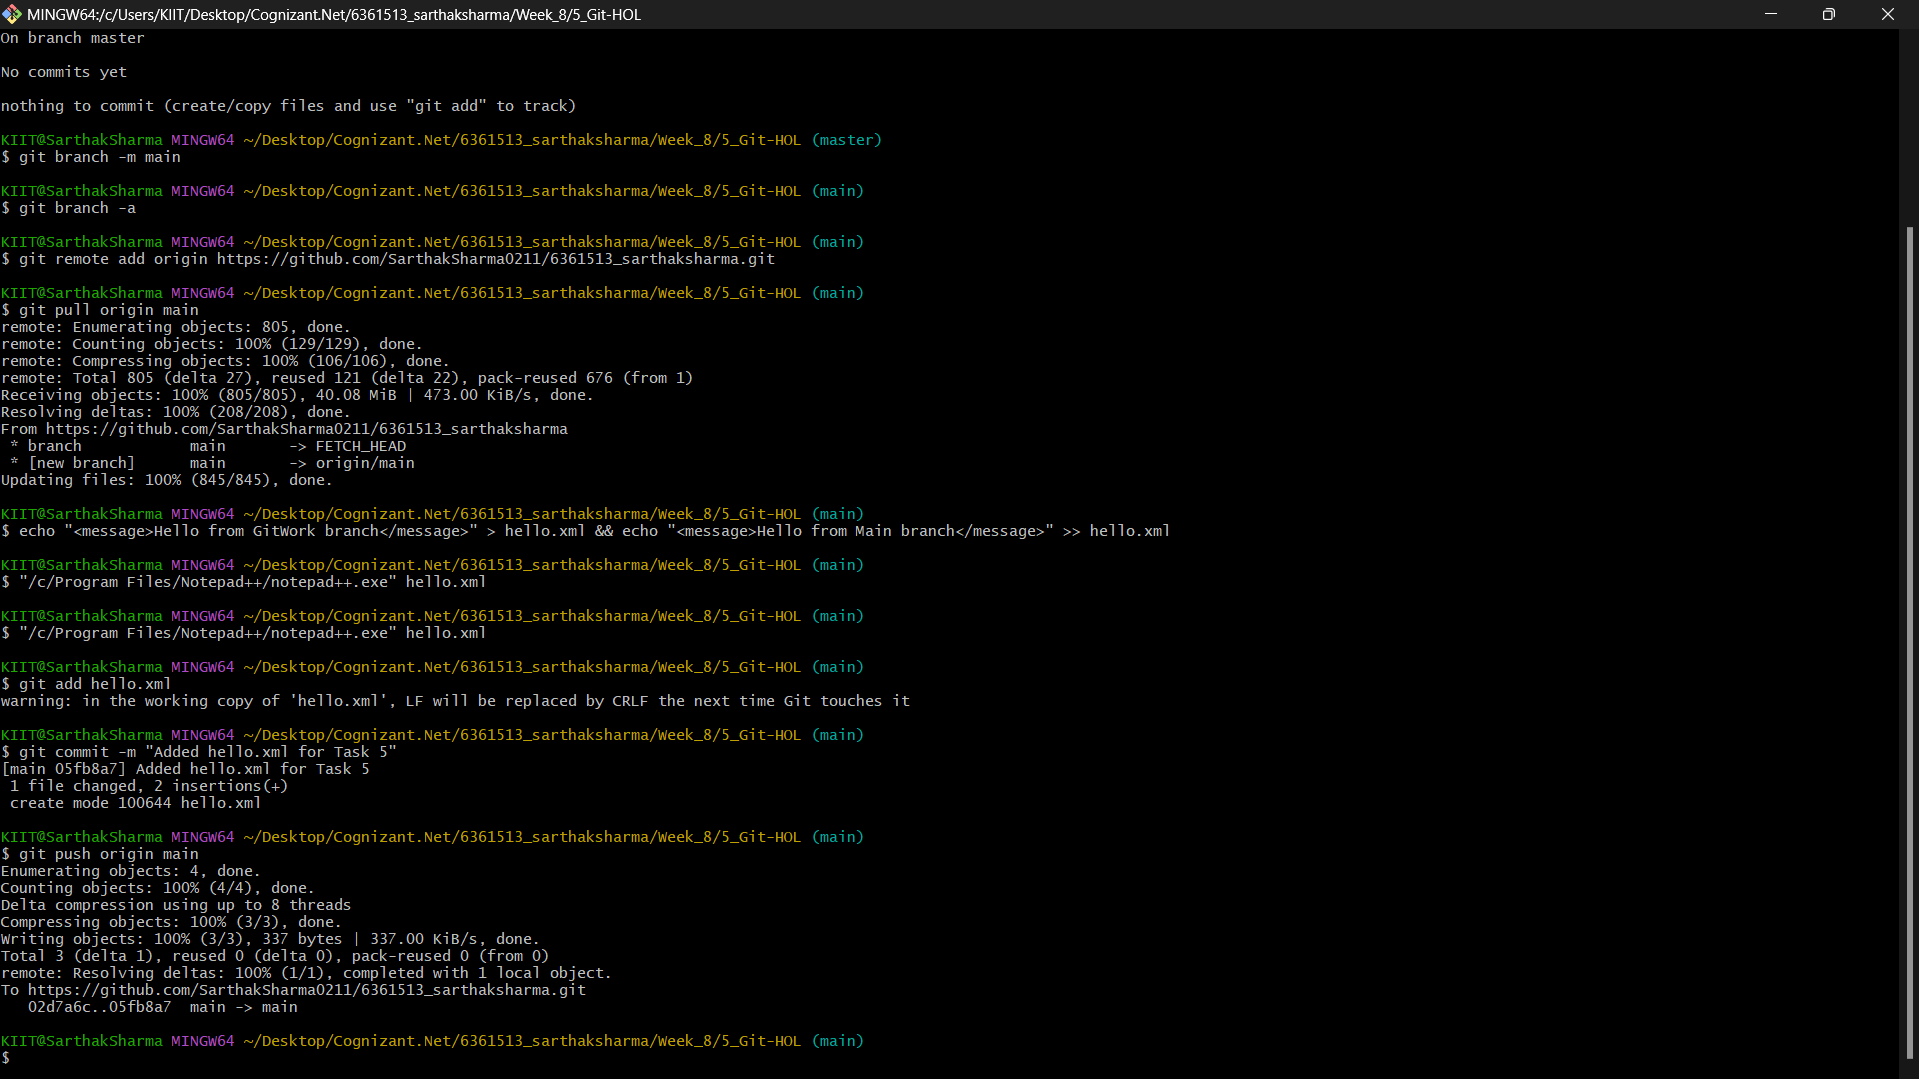 MINGW64:/c/Users/KIIT/Desktop/Cognizant.Net/6361513_sarthaksharma/Week_8/5_Git-HOL
On branch master
No commits yet
nothing to commit (create/copy files and use "git add" to track)
KIIT@SarthakSharma MINGW64 ~/Desktop/Cognizant.Net/6361513_sarthaksharma/Week_8/5_Git-HOL (master)
$ git branch -m main
KIIT@SarthakSharma MINGW64 ~/Desktop/Cognizant.Net/6361513_sarthaksharma/Week_8/5_Git-HOL (main)
$ git branch -a
KIIT@SarthakSharma MINGW64 ~/Desktop/Cognizant.Net/6361513_sarthaksharma/Week_8/5_Git-HOL (main)
$ git remote add origin https://github.com/SarthakSharma0211/6361513_sarthaksharma.git
KIIT@SarthakSharma MINGW64 ~/Desktop/Cognizant.Net/6361513_sarthaksharma/Week_8/5_Git-HOL (main)
$ git pull origin main
remote: Enumerating objects: 805, done.
remote: Counting objects: 100% (129/129), done.
remote: Compressing objects: 100% (106/106), done.
remote: Total 805 (delta 27), reused 121 (delta 22), pack-reused 676 (from 1)
Receiving objects: 100% (805/805), 40.08 MiB | 473.00 KiB/s, done.
Resolving deltas: 100% (208/208), done.
From https://github.com/SarthakSharma0211/6361513_sarthaksharma
 * branch            main       -> FETCH_HEAD
 * [new branch]      main       -> origin/main
Updating files: 100% (845/845), done.
KIIT@SarthakSharma MINGW64 ~/Desktop/Cognizant.Net/6361513_sarthaksharma/Week_8/5_Git-HOL (main)
$ echo "<message>Hello from GitWork branch</message>" > hello.xml && echo "<message>Hello from Main branch</message>" >> hello.xml
KIIT@SarthakSharma MINGW64 ~/Desktop/Cognizant.Net/6361513_sarthaksharma/Week_8/5_Git-HOL (main)
$ "/c/Program Files/Notepad++/notepad++.exe" hello.xml
KIIT@SarthakSharma MINGW64 ~/Desktop/Cognizant.Net/6361513_sarthaksharma/Week_8/5_Git-HOL (main)
$ "/c/Program Files/Notepad++/notepad++.exe" hello.xml
KIIT@SarthakSharma MINGW64 ~/Desktop/Cognizant.Net/6361513_sarthaksharma/Week_8/5_Git-HOL (main)
$ git add hello.xml
warning: in the working copy of 'hello.xml', LF will be replaced by CRLF the next time Git touches it
KIIT@SarthakSharma MINGW64 ~/Desktop/Cognizant.Net/6361513_sarthaksharma/Week_8/5_Git-HOL (main)
$ git commit -m "Added hello.xml for Task 5"
[main 05fb8a7] Added hello.xml for Task 5
 1 file changed, 2 insertions(+)
 create mode 100644 hello.xml
KIIT@SarthakSharma MINGW64 ~/Desktop/Cognizant.Net/6361513_sarthaksharma/Week_8/5_Git-HOL (main)
$ git push origin main
Enumerating objects: 4, done.
Counting objects: 100% (4/4), done.
Delta compression using up to 8 threads
Compressing objects: 100% (3/3), done.
Writing objects: 100% (3/3), 337 bytes | 337.00 KiB/s, done.
Total 3 (delta 1), reused 0 (delta 0), pack-reused 0 (from 0)
remote: Resolving deltas: 100% (1/1), completed with 1 local object.
To https://github.com/SarthakSharma0211/6361513_sarthaksharma.git
   02d7a6c..05fb8a7  main -> main
KIIT@SarthakSharma MINGW64 ~/Desktop/Cognizant.Net/6361513_sarthaksharma/Week_8/5_Git-HOL (main)
$